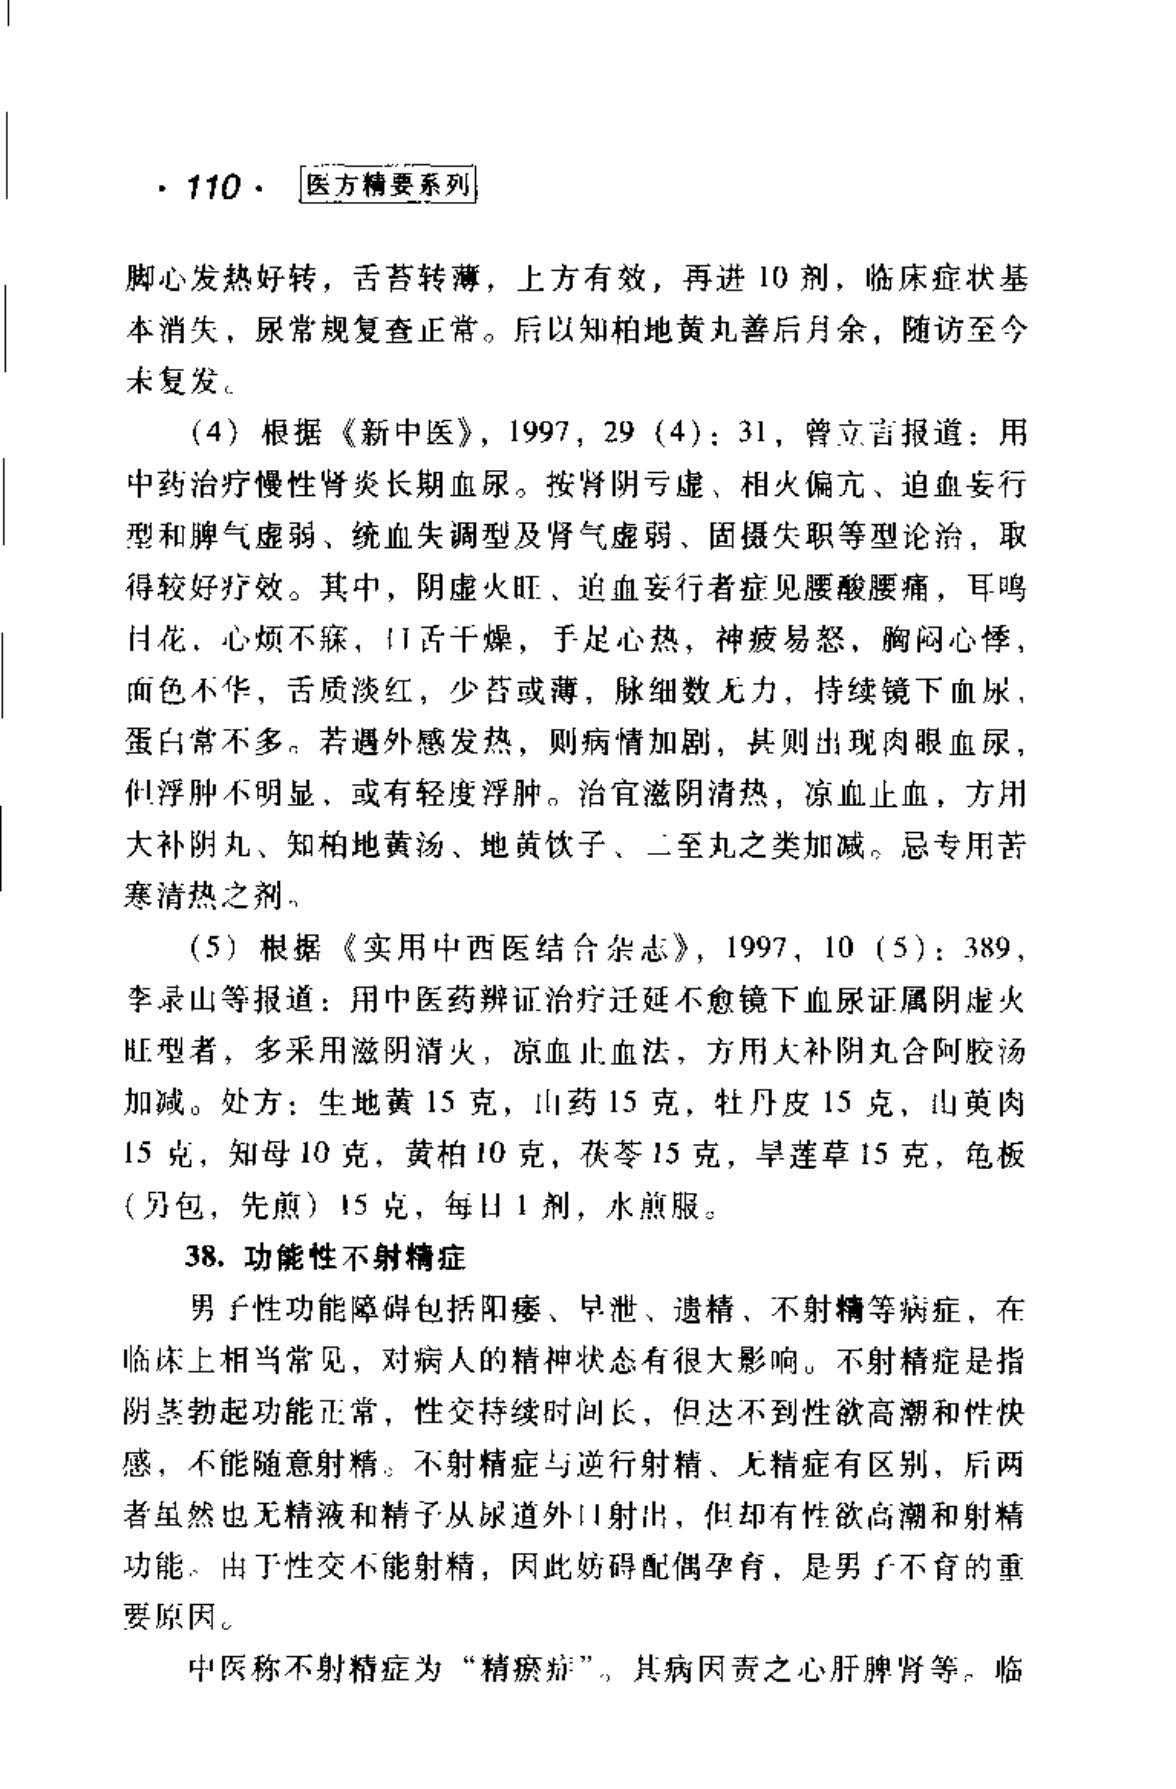 · 110 · 医方精要系列
脚心发热好转，舌苔转薄，上方有效，再进 10 剂，临床症状基
本消失，尿常规复查正常。后以知柏地黄丸善后月余，随访至今
未复发。
（4）根据《新中医》，1997，29（4）：31，曾立言报道：用
中药治疗慢性肾炎长期血尿。按肾阴亏虚、相火偏亢、迫血妄行
型和脾气虚弱、统血失调型及肾气虚弱、固摄失职等型论治，取
得较好疗效。其中，阴虚火旺、迫血妄行者症见腰酸腰痛，耳鸣
目花，心烦不寐，口舌干燥，手足心热，神疲易怒，胸闷心悸，
面色不华，舌质淡红，少苔或薄，脉细数无力，持续镜下血尿，
蛋白常不多。若遇外感发热，则病情加剧，甚则出现肉眼血尿，
但浮肿不明显，或有轻度浮肿。治宜滋阴清热，凉血止血，方用
大补阴丸、知柏地黄汤、地黄饮子、二至丸之类加减。忌专用苦
寒清热之剂。
（5）根据《实用中西医结合杂志》，1997，10（5）：389，
李录山等报道：用中医药辨证治疗迁延不愈镜下血尿证属阴虚火
旺型者，多采用滋阴清火，凉血止血法，方用大补阴丸合阿胶汤
加减。处方：生地黄 15 克，山药 15 克，牡丹皮 15 克，山萸肉
15 克，知母 10 克，黄柏 10 克，茯苓 15 克，旱莲草 15 克，龟板
（另包，先煎）15 克，每日 1 剂，水煎服。
38. 功能性不射精症
男子性功能障碍包括阳痿、早泄、遗精、不射精等病症，在
临床上相当常见，对病人的精神状态有很大影响。不射精症是指
阴茎勃起功能正常，性交持续时间长，但达不到性欲高潮和性快
感，不能随意射精。不射精症与逆行射精、无精症有区别，后两
者虽然也无精液和精子从尿道外口射出，但却有性欲高潮和射精
功能。由于性交不能射精，因此妨碍配偶孕育，是男子不育的重
要原因。
中医称不射精症为“精瘀症”。其病因责之心肝脾肾等。临